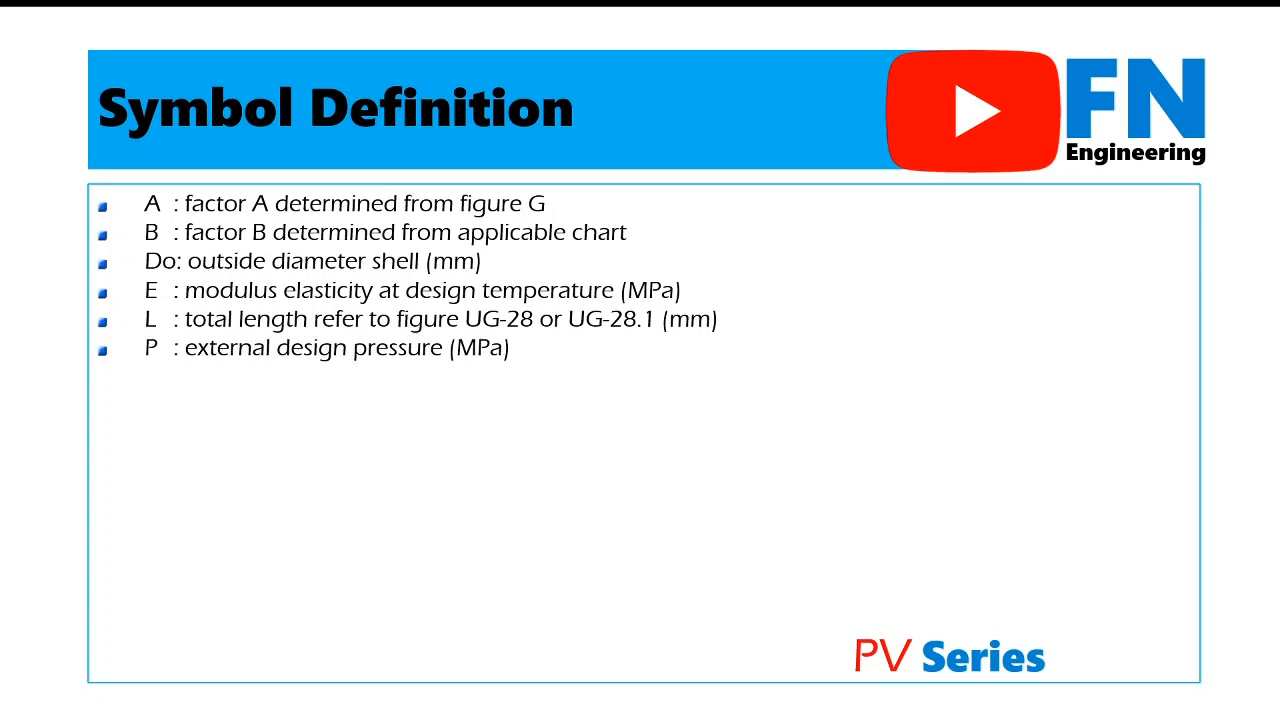 Symbol Definition
FN
Engineering
A : factor A determined from figure G
B : factor B determined from applicable chart
Do: outside diameter shell (mm)
E : modulus elasticity at design temperature (MPa)
L : total length refer to figure UG-28 or UG-28.1 (mm)
P : external design pressure (MPa)
PV Series